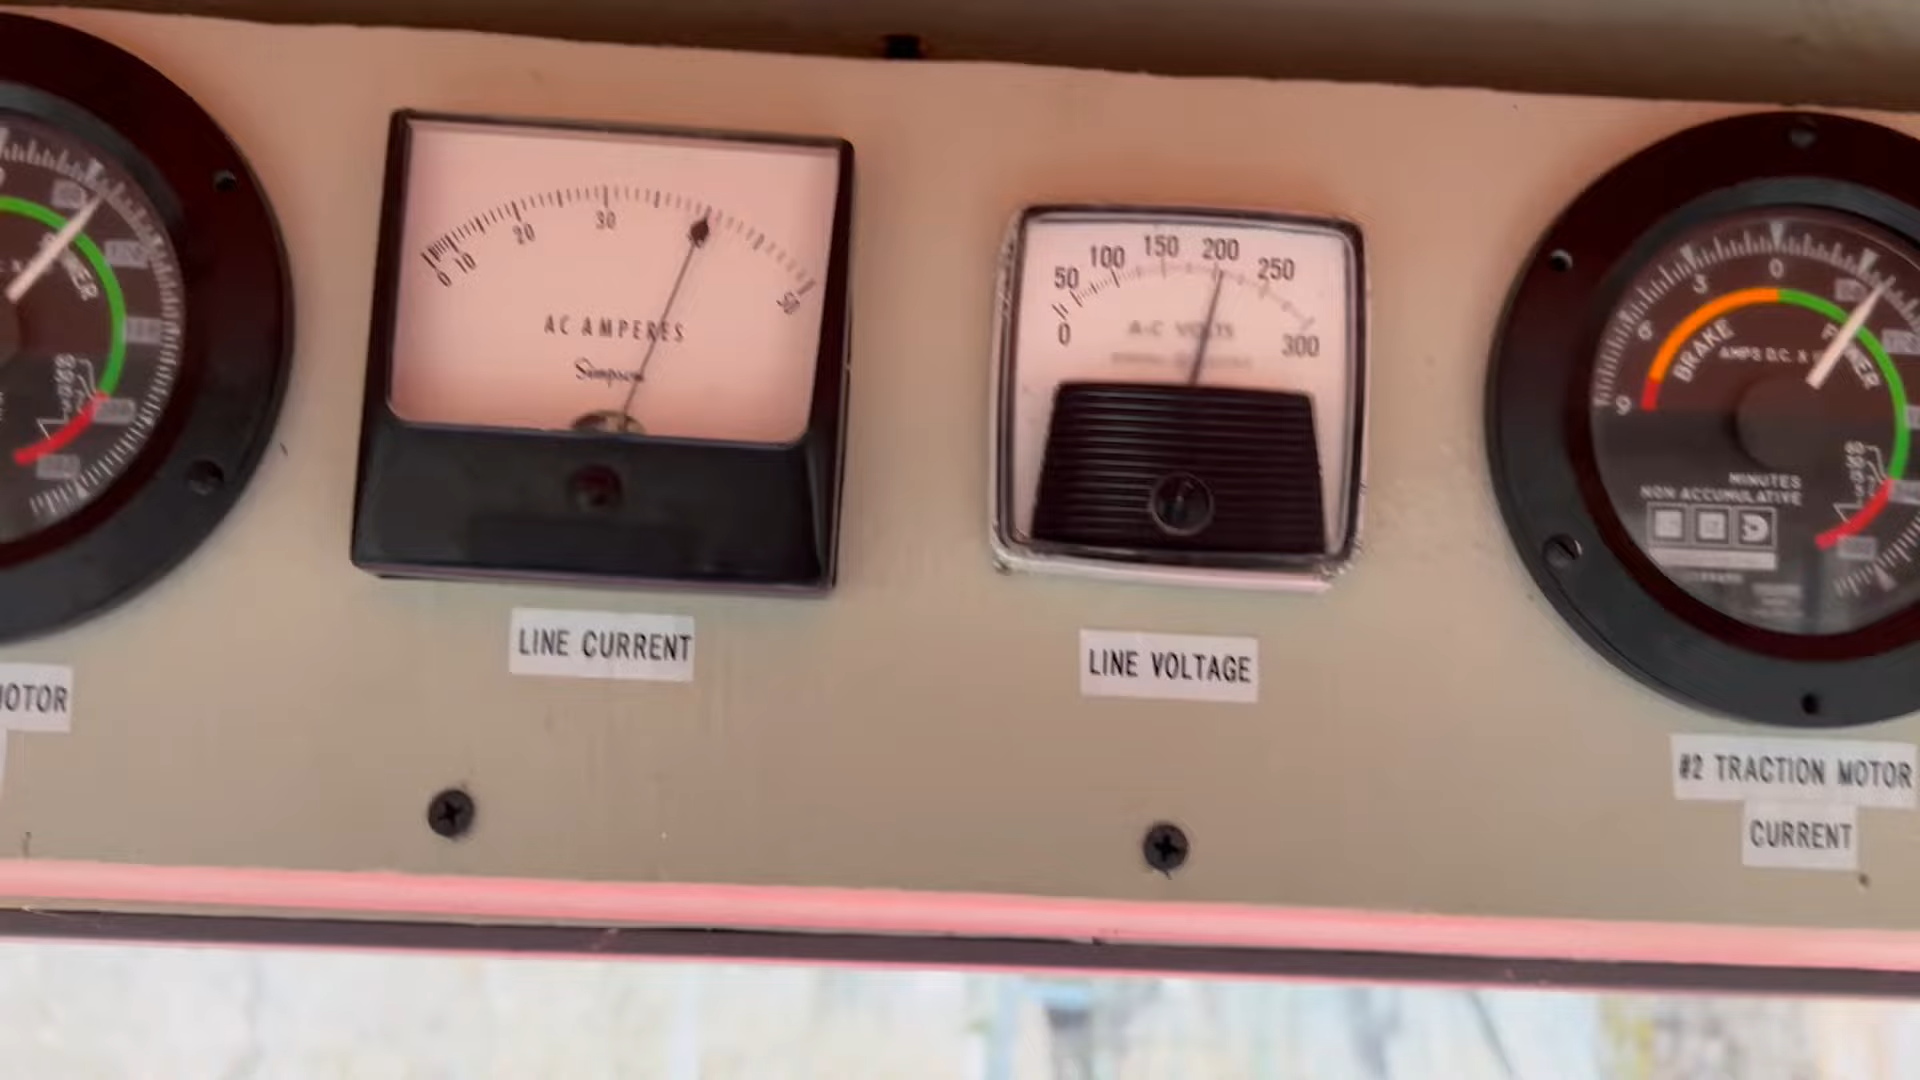 0 10 20 30 50
AC AMPERES
Simpson
LINE CURRENT
0 50 100 150 200 250 300
A-C VOLTS
LINE VOLTAGE
9 6 3 0
BRAKE
POWER
AMPS D.C. X
MINUTES
NON ACCUMULATIVE
#2 TRACTION MOTOR
CURRENT
MOTOR